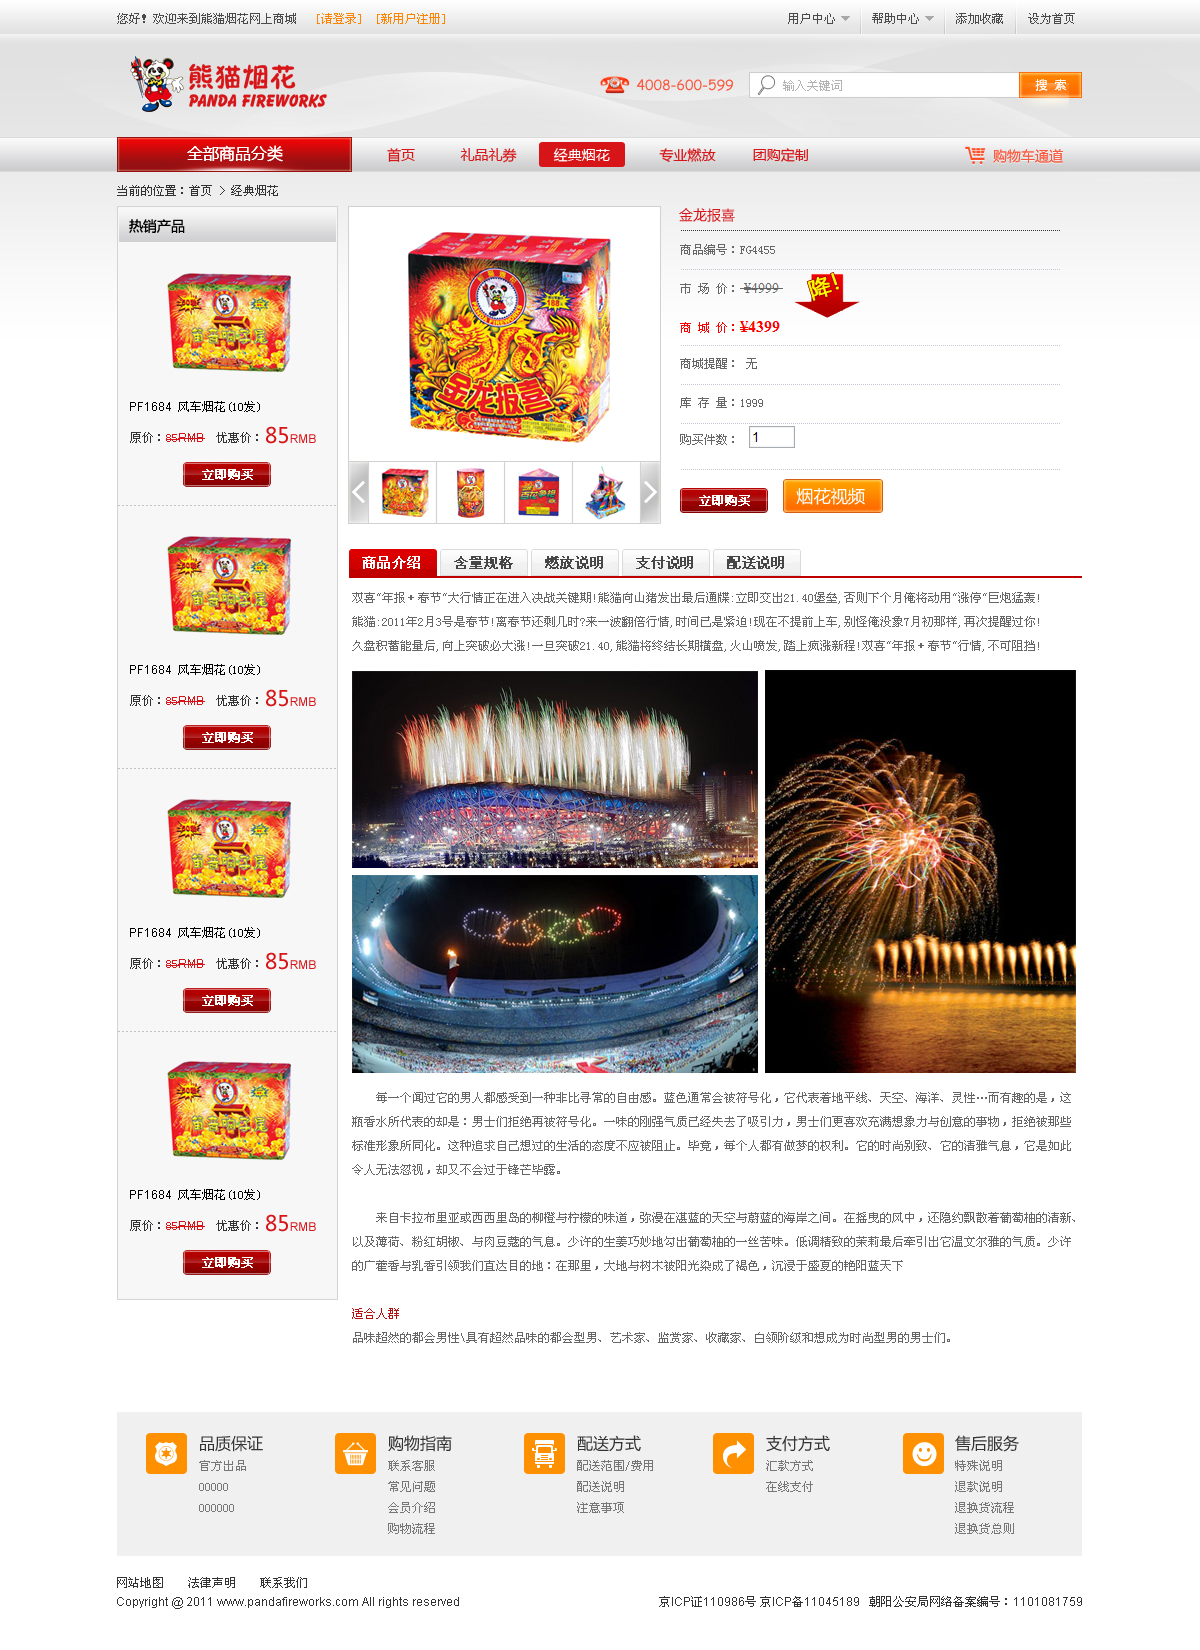 您好！欢迎来到熊猫烟花网上商城 [请登录] [新用户注册] 用户中心 帮助中心 添加收藏 设为首页
熊猫烟花
PANDA FIREWORKS
4008-600-599 输入关键词 搜 索
全部商品分类 首页 礼品礼券 经典烟花 专业燃放 团购定制 购物车通道
当前的位置：首页 > 经典烟花
热销产品
PF1684 风车烟花(10发)
原价：85RMB 优惠价：85RMB
立即购买
PF1684 风车烟花(10发)
原价：85RMB 优惠价：85RMB
立即购买
PF1684 风车烟花(10发)
原价：85RMB 优惠价：85RMB
立即购买
PF1684 风车烟花(10发)
原价：85RMB 优惠价：85RMB
立即购买
金龙报喜
金龙报喜
商品编号：FG4455
市 场 价：¥4999 降!
商 城 价：¥4399
商城提醒： 无
库 存 量：1999
购买件数： 1
立即购买 烟花视频
商品介绍 含量规格 燃放说明 支付说明 配送说明
双喜“年报＋春节”大行情正在进入决战关键期!熊猫向山猪发出最后通牒:立即交出21.40堡垒,否则下个月俺将动用“涨停”巨炮猛轰!
熊猫:2011年2月3号是春节!离春节还剩几时?来一波翻倍行情,时间已是紧迫!现在不提前上车,别怪俺没象7月初那样,再次提醒过你!
久盘积蓄能量后,向上突破必大涨!一旦突破21.40,熊猫将终结长期横盘,火山喷发,踏上疯涨新程!双喜“年报＋春节”行情,不可阻挡!
每一个闻过它的男人都感受到一种非比寻常的自由感。蓝色通常会被符号化，它代表着地平线、天空、海洋、灵性…而有趣的是，这
瓶香水所代表的却是：男士们拒绝再被符号化。一味的刚强气质已经失去了吸引力，男士们更喜欢充满想象力与创意的事物，拒绝被那些
标准形象所同化。这种追求自己想过的生活的态度不应被阻止。毕竟，每个人都有做梦的权利。它的时尚别致、它的清雅气息，它是如此
令人无法忽视，却又不会过于锋芒毕露。
来自卡拉布里亚或西西里岛的柳橙与柠檬的味道，弥漫在湛蓝的天空与蔚蓝的海岸之间。在摇曳的风中，还隐约飘散着葡萄柚的清新、
以及薄荷、粉红胡椒、与肉豆蔻的气息。少许的生姜巧妙地勾出葡萄柚的一丝苦味。低调精致的茉莉最后牵引出它温文尔雅的气质。少许
的广藿香与乳香引领我们直达目的地：在那里，大地与树木被阳光染成了褐色，沉浸于盛夏的艳阳蓝天下
适合人群
品味超然的都会男性\具有超然品味的都会型男、艺术家、监赏家、收藏家、白领阶级和想成为时尚型男的男士们。
品质保证
官方出品
00000
000000
购物指南
联系客服
常见问题
会员介绍
购物流程
配送方式
配送范围/费用
配送说明
注意事项
支付方式
汇款方式
在线支付
售后服务
特殊说明
退款说明
退换货流程
退换货总则
网站地图 法律声明 联系我们
Copyright @ 2011 www.pandafireworks.com All rights reserved 京ICP证110986号 京ICP备11045189 朝阳公安局网络备案编号：1101081759